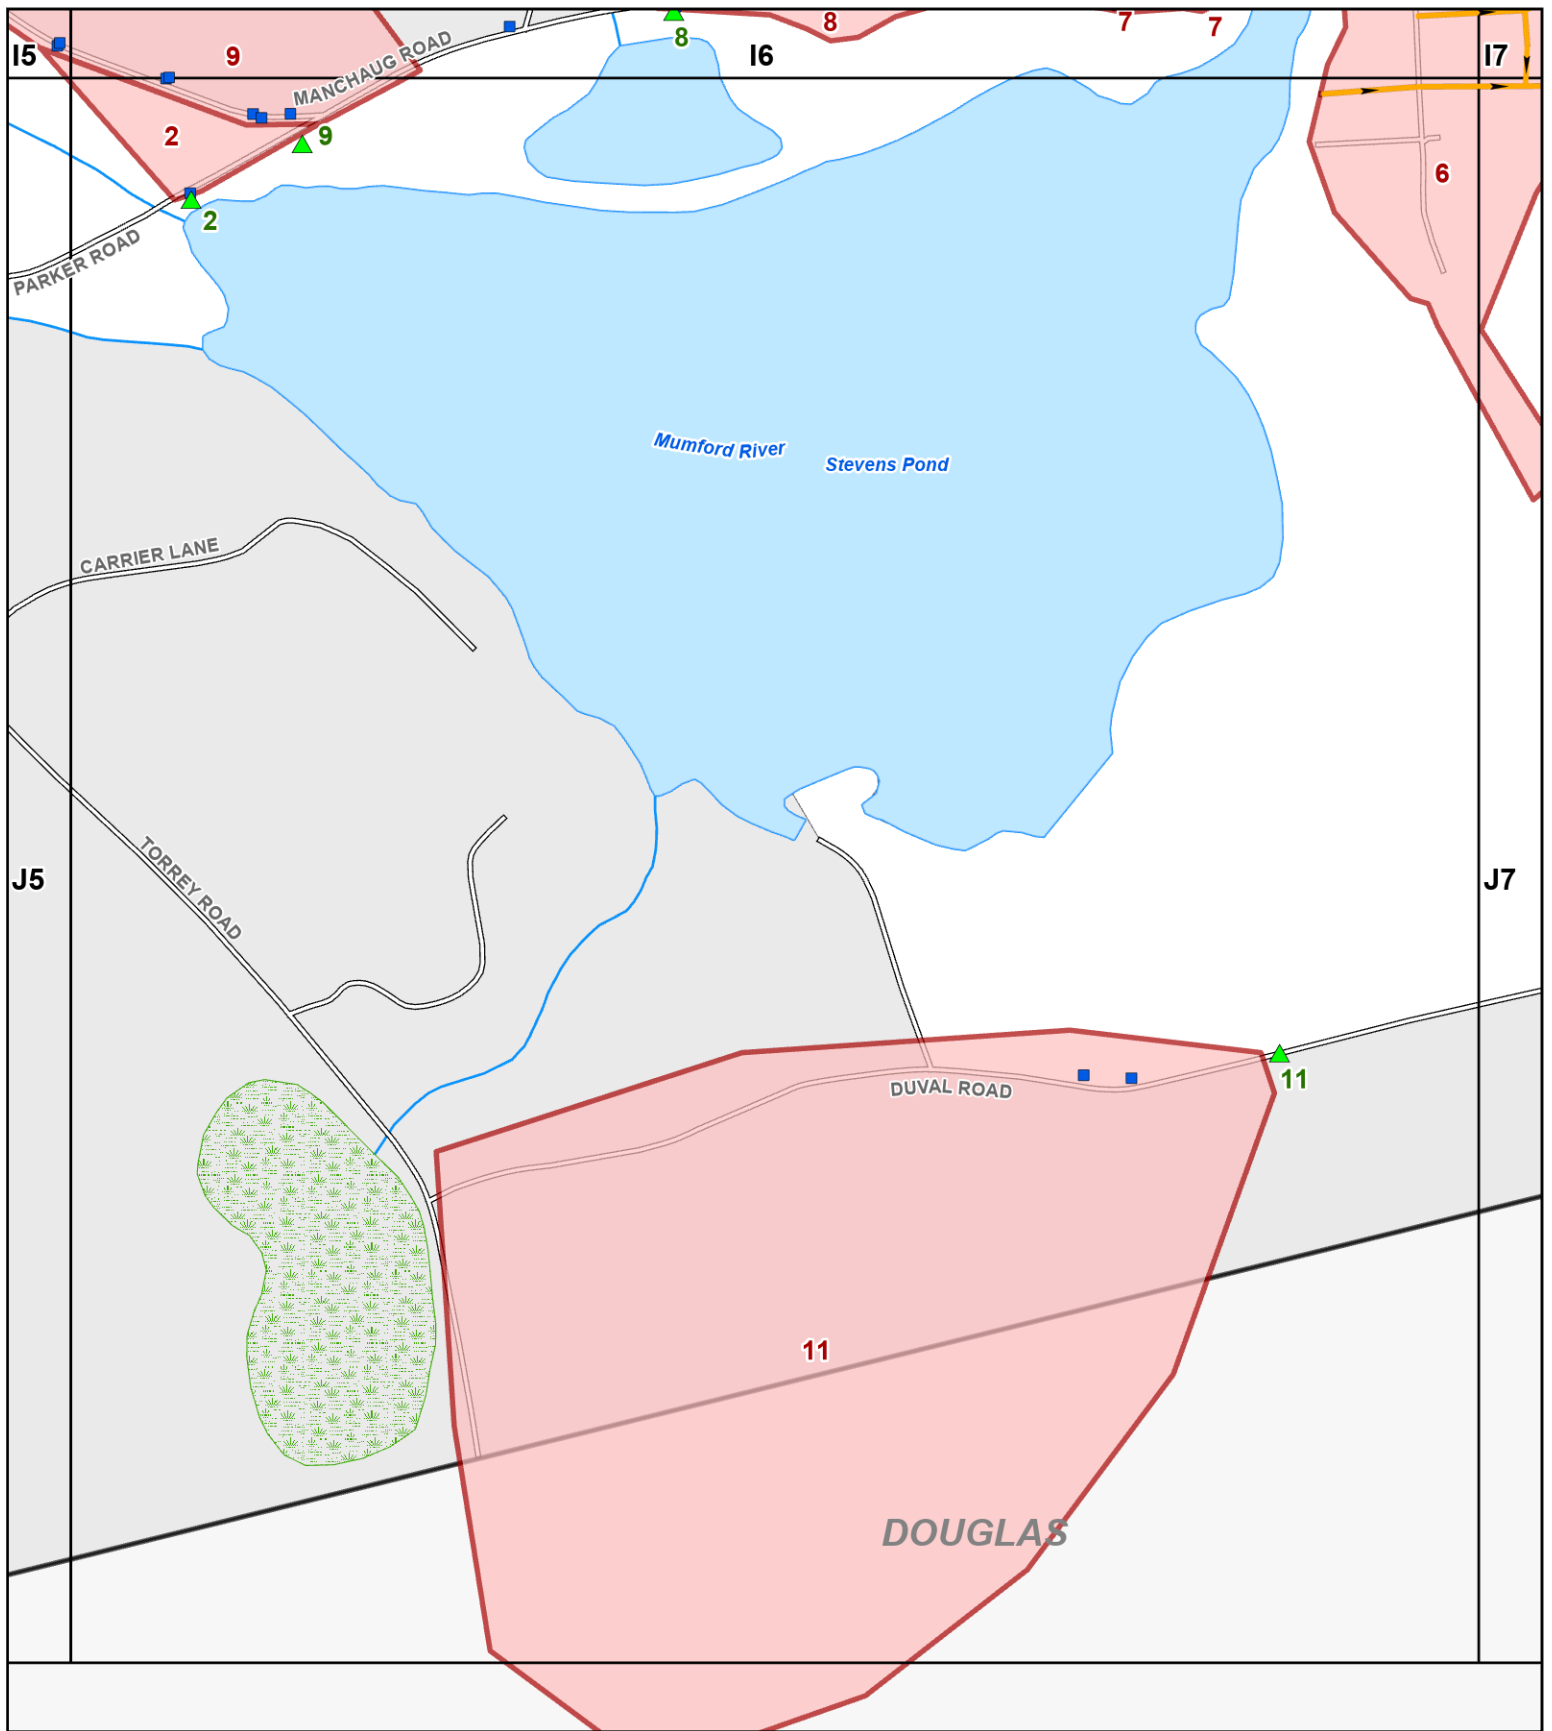 8
7
7
I5
9
8
I6
I7
MANCHAUG ROAD
2
9
6
2
PARKER ROAD
Mumford River
Stevens Pond
CARRIER LANE
TORREY ROAD
J5
J7
DUVAL ROAD
11
11
DOUGLAS